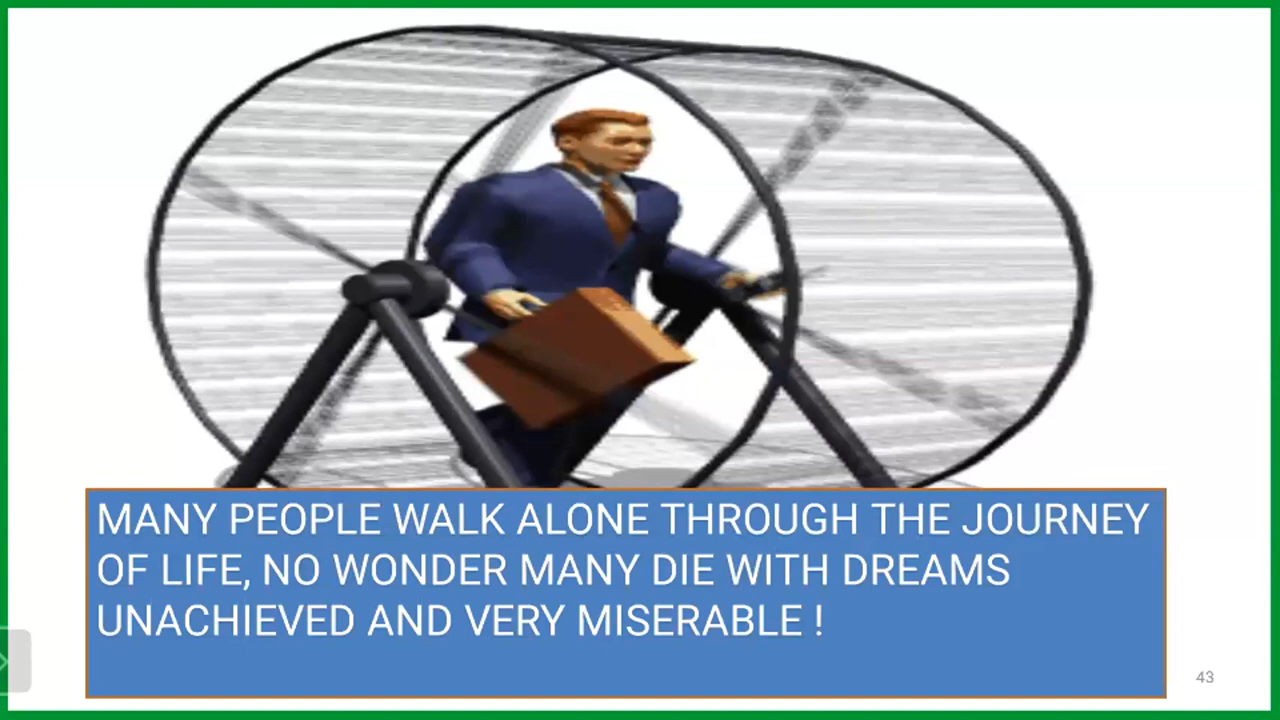 MANY PEOPLE WALK ALONE THROUGH THE JOURNEY
OF LIFE, NO WONDER MANY DIE WITH DREAMS
UNACHIEVED AND VERY MISERABLE !
43